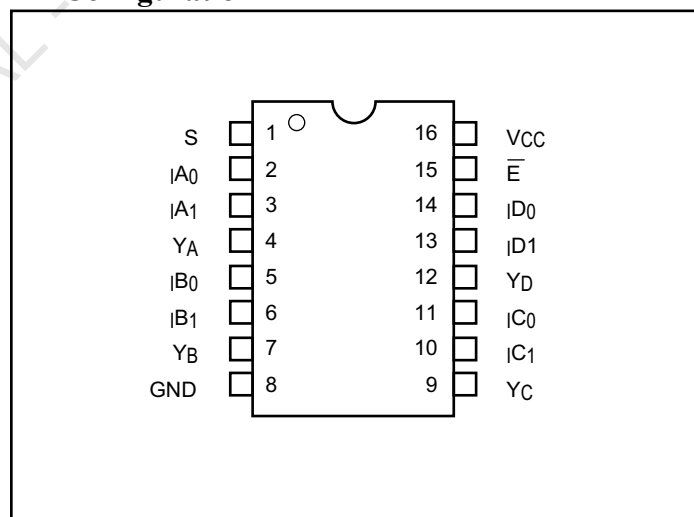 S 1 16 VCC
IA0 2 15 E̅
IA1 3 14 ID0
YA 4 13 ID1
IB0 5 12 YD
IB1 6 11 IC0
YB 7 10 IC1
GND 8 9 YC